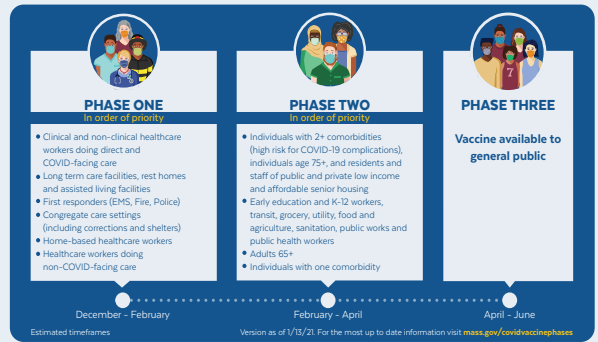 PHASE ONE
In order of priority
• Clinical and non-clinical healthcare
workers doing direct and
COVID-facing care
• Long term care facilities, rest homes
and assisted living facilities
• First responders (EMS, Fire, Police)
• Congregate care settings
(including corrections and shelters)
• Home-based healthcare workers
• Healthcare workers doing
non-COVID-facing care
PHASE TWO
In order of priority
• Individuals with 2+ comorbidities
(high risk for COVID-19 complications),
individuals age 75+, and residents and
staff of public and private low income
and affordable senior housing
• Early education and K-12 workers,
transit, grocery, utility, food and
agriculture, sanitation, public works and
public health workers
• Adults 65+
• Individuals with one comorbidity
7
PHASE THREE
Vaccine available to
general public
December - February
February - April
April - June
Estimated timeframes
Version as of 1/13/21. For the most up to date information visit mass.gov/covidvaccinephases